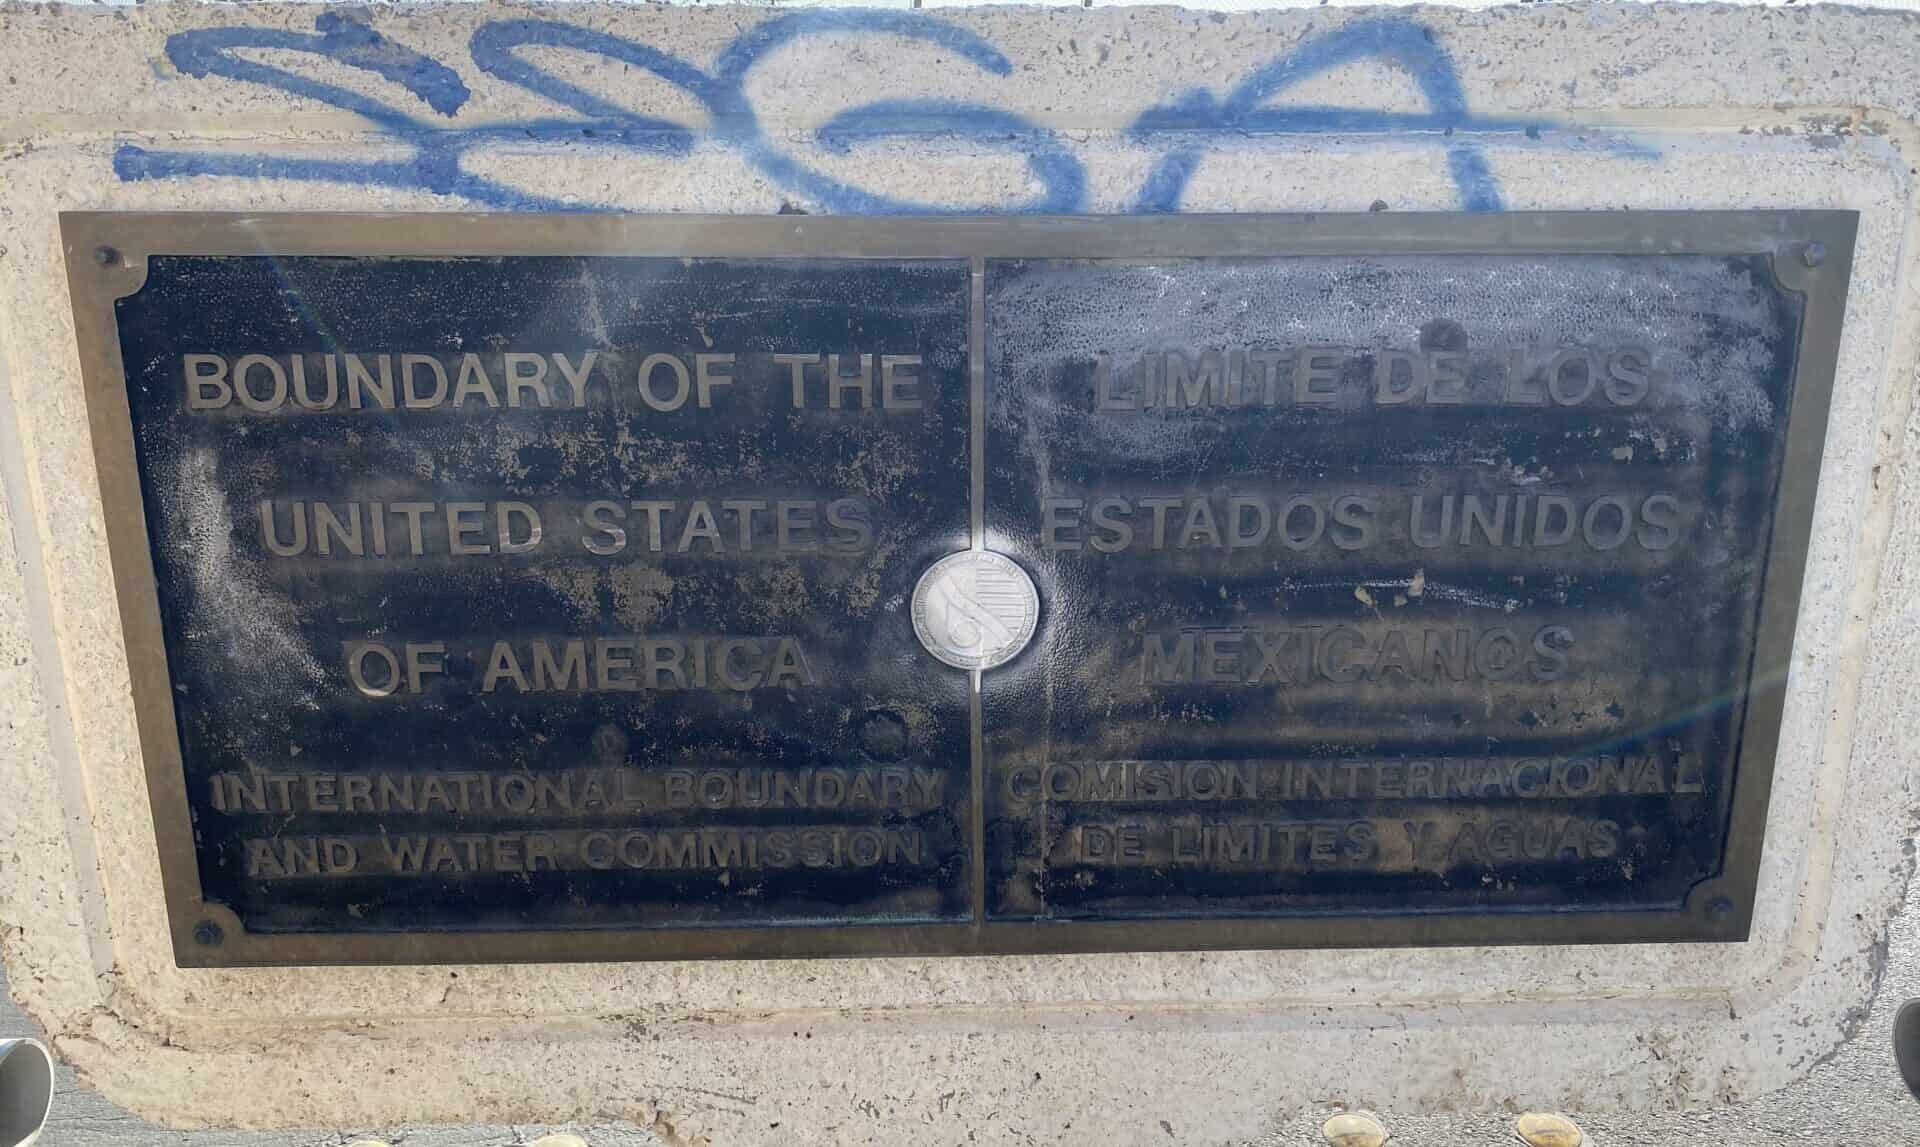 BOUNDARY OF THE
UNITED STATES
OF AMERICA
INTERNATIONAL BOUNDARY
AND WATER COMMISSION
LIMITE DE LOS
ESTADOS UNIDOS
MEXICANOS
COMISION INTERNACIONAL
DE LIMITES Y AGUAS